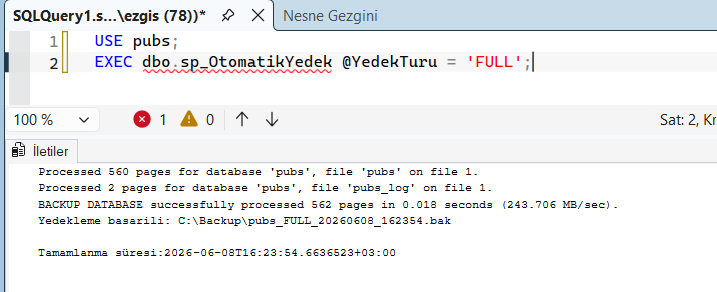 SQLQuery1.s...\ezgis (78))*
Nesne Gezgini
1 USE pubs;
2 EXEC dbo.sp_OtomatikYedek @YedekTuru = 'FULL';
100 %
1
0
Sat: 2, Kr
İletiler
Processed 560 pages for database 'pubs', file 'pubs' on file 1.
Processed 2 pages for database 'pubs', file 'pubs_log' on file 1.
BACKUP DATABASE successfully processed 562 pages in 0.018 seconds (243.706 MB/sec).
Yedekleme basarili: C:\Backup\pubs_FULL_20260608_162354.bak
Tamamlanma süresi:2026-06-08T16:23:54.6636523+03:00